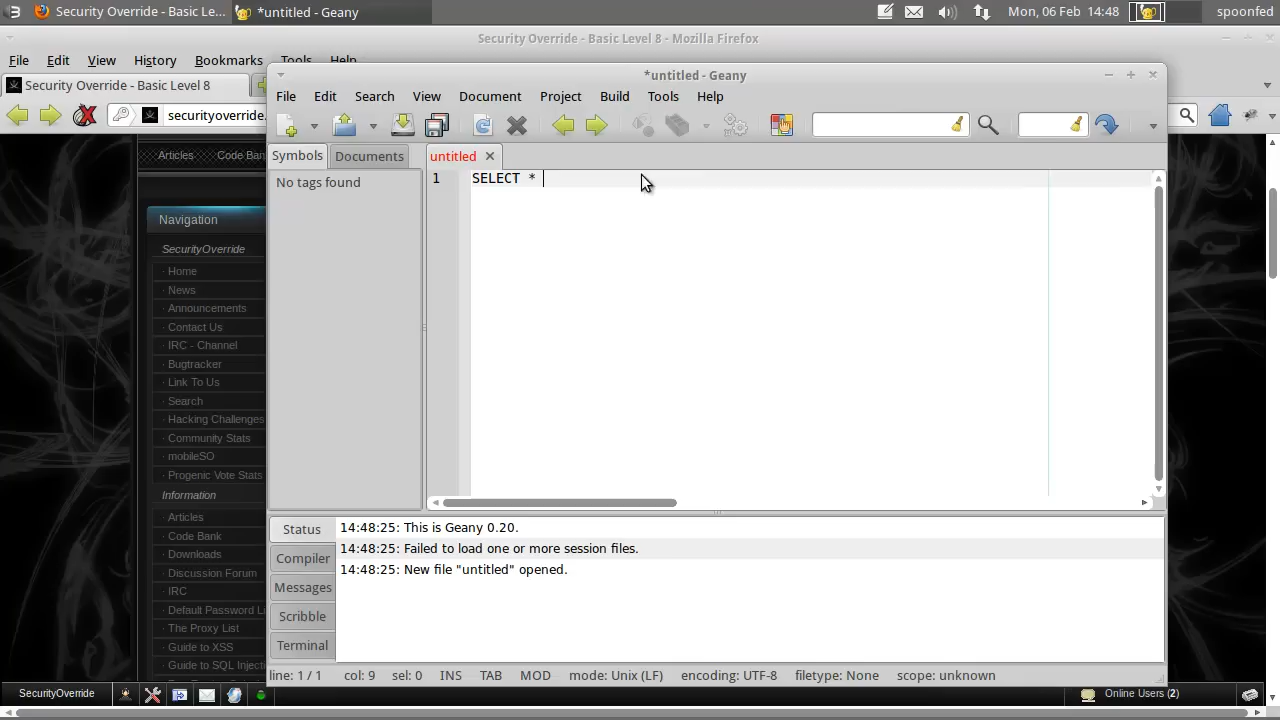 Security Override - Basic Le...
*untitled - Geany
Mon, 06 Feb 14:48
spoonfed
Security Override - Basic Level 8 - Mozilla Firefox
File Edit View History Bookmarks Tools Help
Security Override - Basic Level 8
securityoverride.
*untitled - Geany
File Edit Search View Document Project Build Tools Help
Symbols Documents
untitled
No tags found
1 SELECT *
Articles Code Ban
Navigation
SecurityOverride
· Home
· News
· Announcements
· Contact Us
· IRC - Channel
· Bugtracker
· Link To Us
· Search
· Hacking Challenges
· Community Stats
· mobileSO
· Progenic Vote Stats
Information
· Articles
· Code Bank
· Downloads
· Discussion Forum
· IRC
· Default Password Li
· The Proxy List
· Guide to XSS
· Guide to SQL Injecti
Status
Compiler
Messages
Scribble
Terminal
14:48:25: This is Geany 0.20.
14:48:25: Failed to load one or more session files.
14:48:25: New file "untitled" opened.
line: 1 / 1 col: 9 sel: 0 INS TAB MOD mode: Unix (LF) encoding: UTF-8 filetype: None scope: unknown
SecurityOverride
Online Users (2)